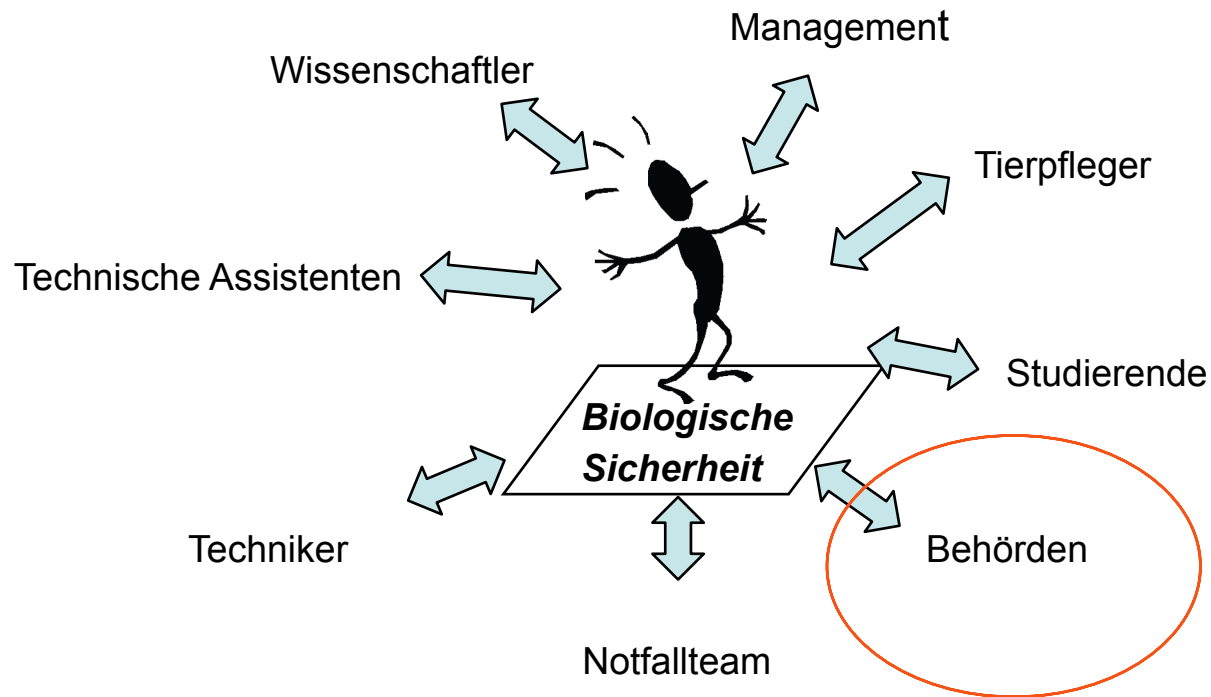 Management
Wissenschaftler
Tierpfleger
Technische Assistenten
Studierende
Biologische
Sicherheit
Techniker
Behörden
Notfallteam